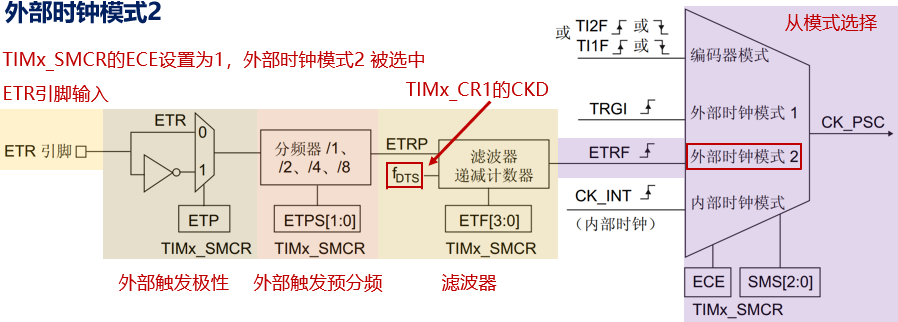 外部时钟模式2
TIMx_SMCR的ECE设置为1，外部时钟模式2 被选中
ETR引脚输入
TIMx_CR1的CKD
从模式选择
或 TI2F 或
TI1F 或
编码器模式
TRGI
外部时钟模式 1
CK_PSC
ETR 引脚
ETR
0
1
分频器 /1、
/2、/4、/8
ETRP
fDTS
滤波器
递减计数器
ETRF
外部时钟模式 2
CK_INT
（内部时钟）
内部时钟模式
ETP
TIMx_SMCR
ETPS[1:0]
TIMx_SMCR
ETF[3:0]
TIMx_SMCR
ECE
SMS[2:0]
TIMx_SMCR
外部触发极性
外部触发预分频
滤波器